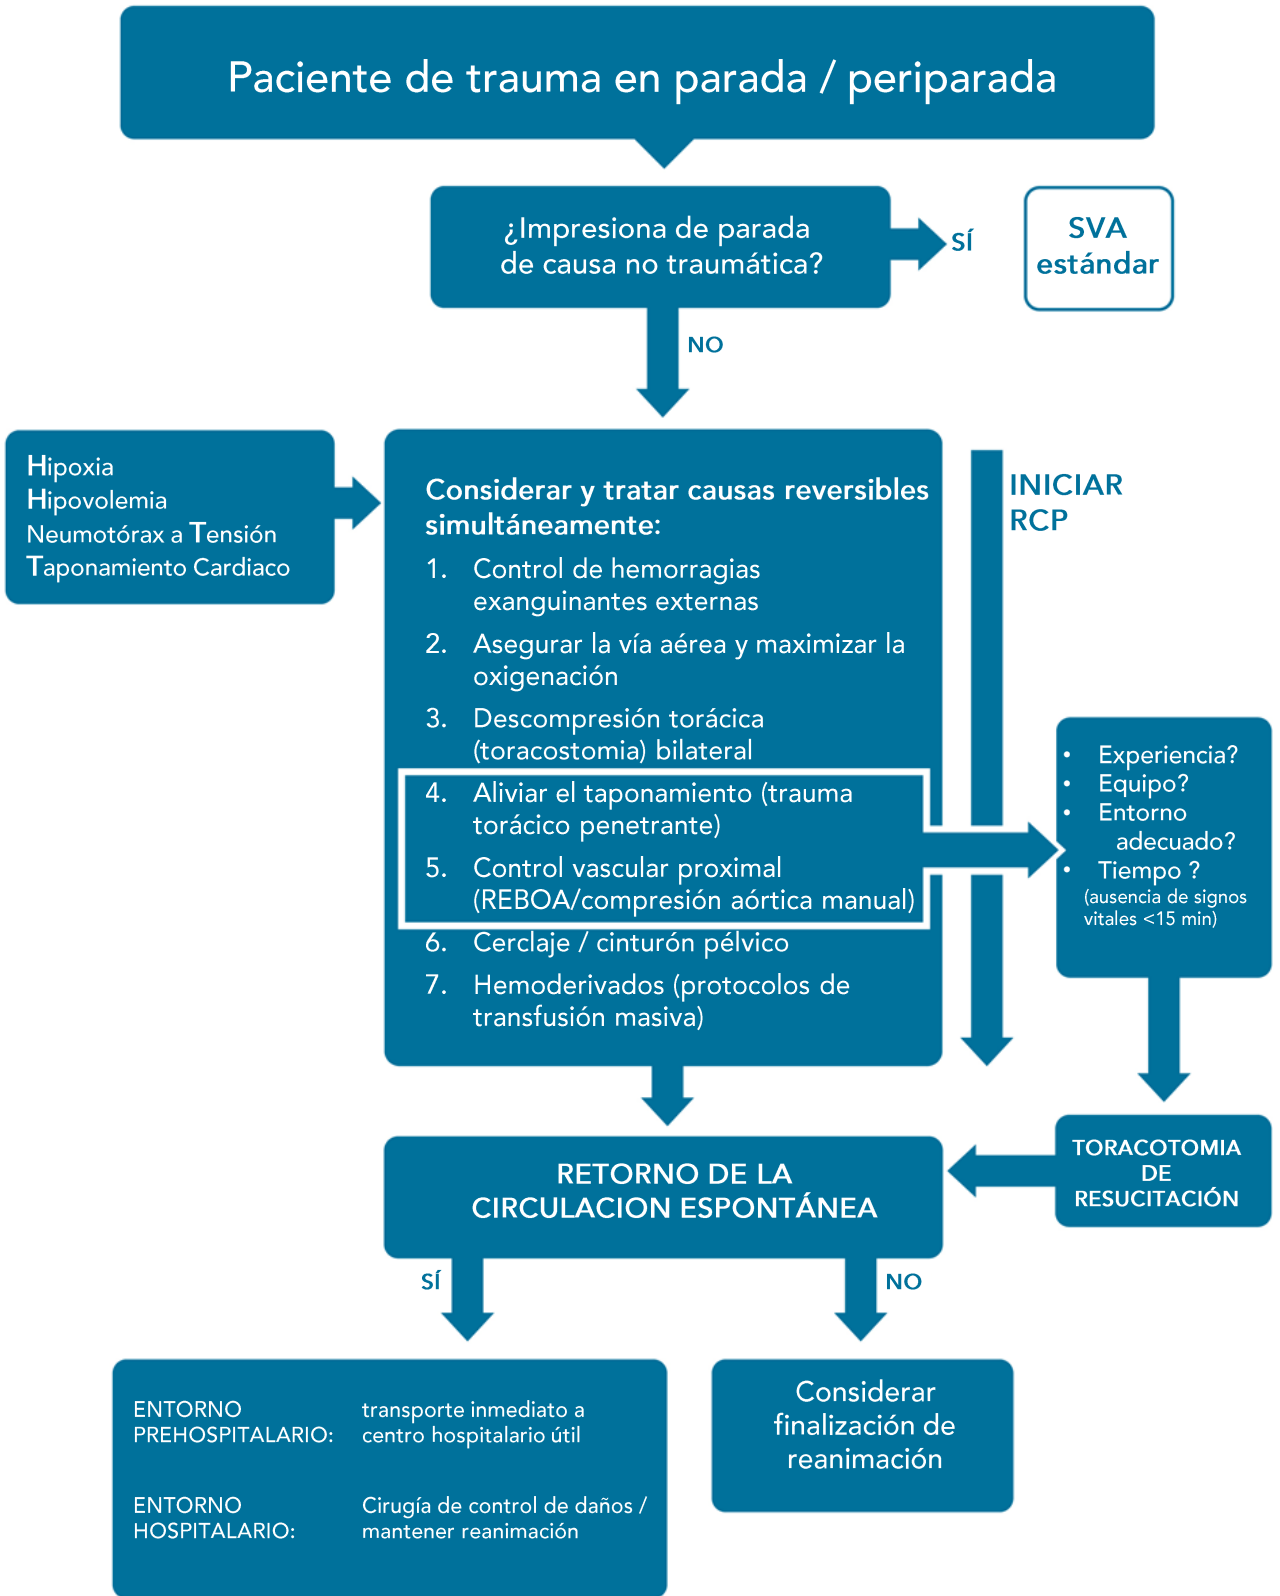 Paciente de trauma en parada / periparada
¿Impresiona de parada
de causa no traumática?
SÍ
SVA
estándar
NO
Hipoxia
Hipovolemia
Neumotórax a Tensión
Taponamiento Cardiaco
Considerar y tratar causas reversibles
simultáneamente:
1. Control de hemorragias
exanguinantes externas
2. Asegurar la vía aérea y maximizar la
oxigenación
3. Descompresión torácica
(toracostomia) bilateral
4. Aliviar el taponamiento (trauma
torácico penetrante)
5. Control vascular proximal
(REBOA/compresión aórtica manual)
6. Cerclaje / cinturón pélvico
7. Hemoderivados (protocolos de
transfusión masiva)
INICIAR
RCP
• Experiencia?
• Equipo?
• Entorno
adecuado?
• Tiempo ?
(ausencia de signos
vitales <15 min)
TORACOTOMIA
DE
RESUCITACIÓN
RETORNO DE LA
CIRCULACION ESPONTÁNEA
SÍ
NO
ENTORNO
PREHOSPITALARIO:
transporte inmediato a
centro hospitalario útil
ENTORNO
HOSPITALARIO:
Cirugía de control de daños /
mantener reanimación
Considerar
finalización de
reanimación